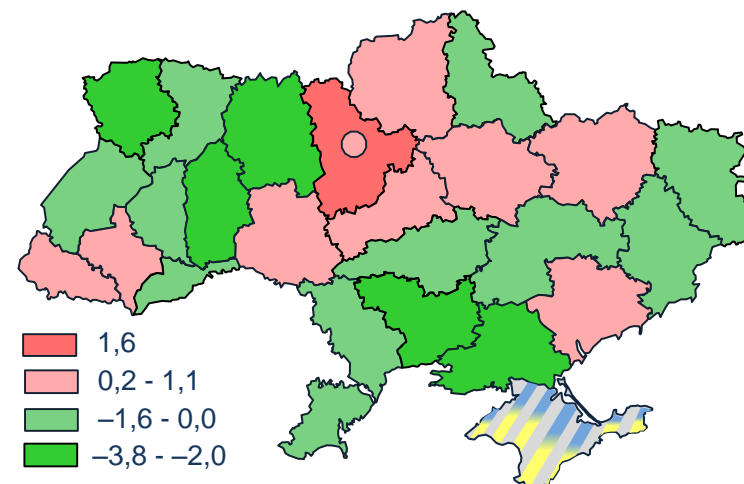 1,6
0,2 - 1,1
–1,6 - 0,0
–3,8 - –2,0